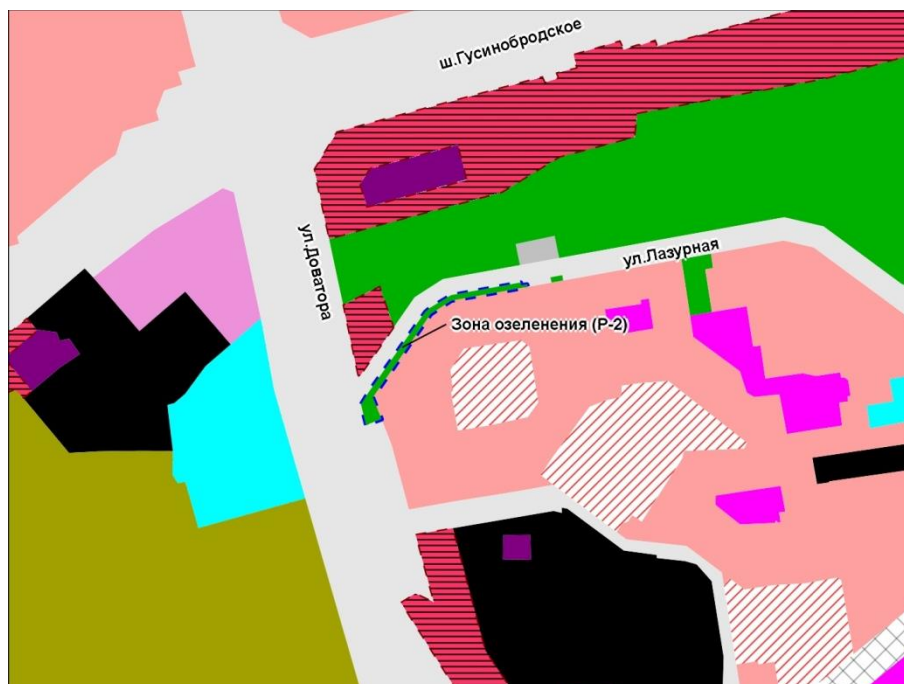 ш.Гусинобродское
ул.Доватора
ул.Лазурная
Зона озеленения (Р-2)